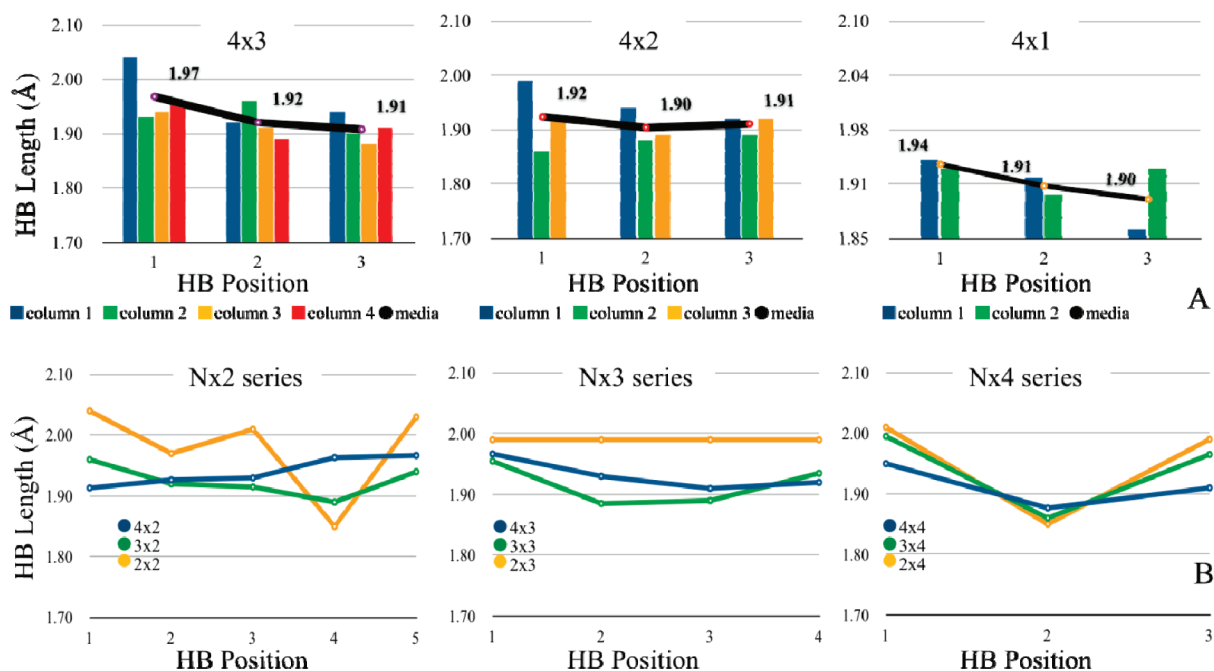 4x3
HB Length (Å)
2.10
2.00
1.90
1.80
1.70
1.97
1.92
1.91
1 2 3
HB Position
column 1 column 2 column 3 column 4 media
4x2
2.10
2.00
1.90
1.80
1.70
1.92
1.90
1.91
1 2 3
HB Position
column 1 column 2 column 3 media
4x1
2.10
2.04
1.98
1.91
1.85
1.94
1.91
1.90
1 2 3
HB Position
column 1 column 2 media
A
Nx2 series
HB Length (Å)
2.10
2.00
1.90
1.80
1.70
4x2
3x2
2x2
1 2 3 4 5
HB Position
Nx3 series
2.10
2.00
1.90
1.80
1.70
4x3
3x3
2x3
1 2 3 4
HB Position
Nx4 series
2.10
2.00
1.90
1.80
1.70
4x4
3x4
2x4
1 2 3
HB Position
B